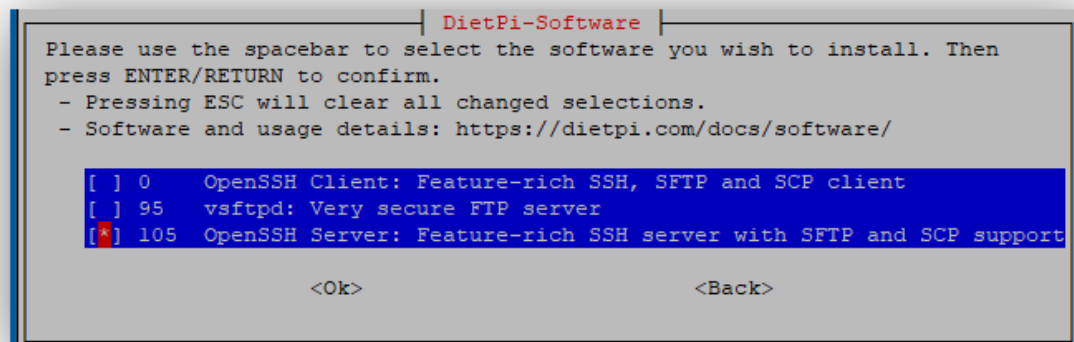 DietPi-Software
Please use the spacebar to select the software you wish to install. Then
press ENTER/RETURN to confirm.
- Pressing ESC will clear all changed selections.
- Software and usage details: https://dietpi.com/docs/software/
[ ] 0 OpenSSH Client: Feature-rich SSH, SFTP and SCP client
[ ] 95 vsftpd: Very secure FTP server
[*] 105 OpenSSH Server: Feature-rich SSH server with SFTP and SCP support
<Ok> <Back>